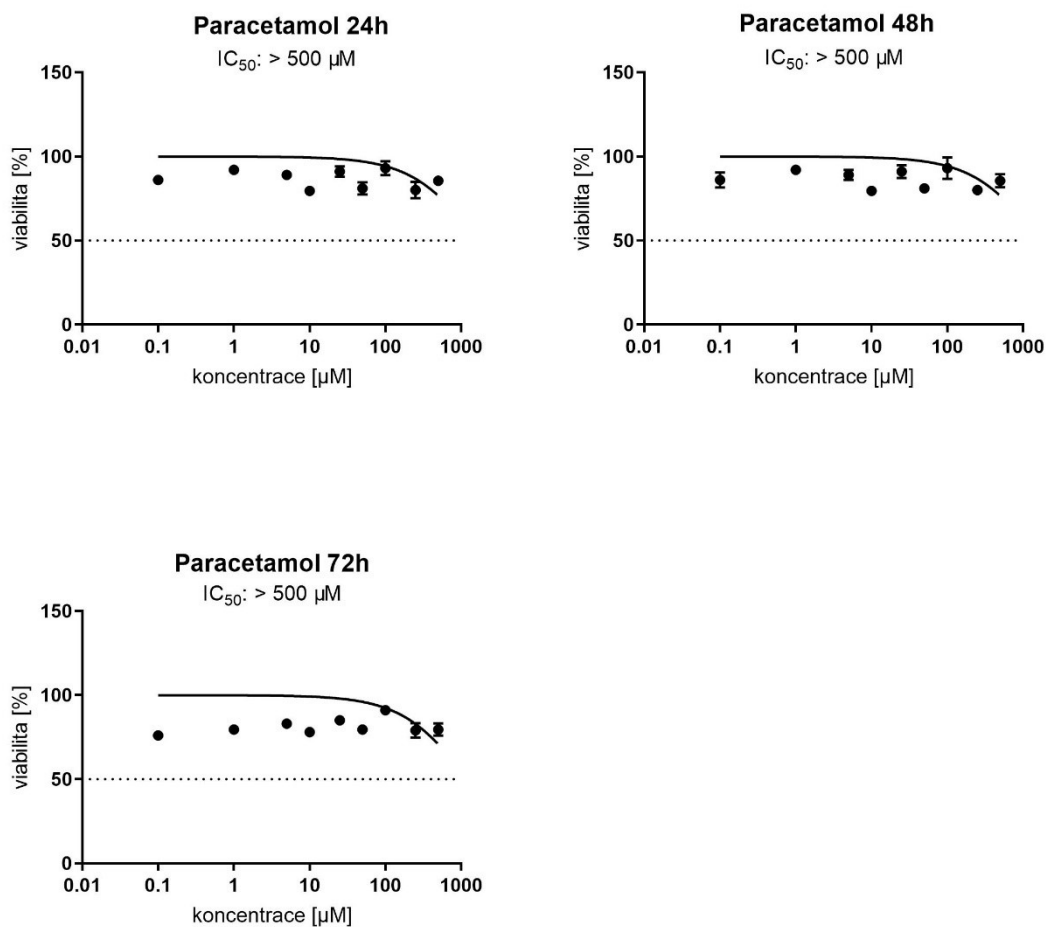 Paracetamol 24h
IC50: > 500 µM
150
100
50
0
viabilita [%]
0.01 0.1 1 10 100 1000
koncentrace [µM]
Paracetamol 48h
IC50: > 500 µM
150
100
50
0
viabilita [%]
0.01 0.1 1 10 100 1000
koncentrace [µM]
Paracetamol 72h
IC50: > 500 µM
150
100
50
0
viabilita [%]
0.01 0.1 1 10 100 1000
koncentrace [µM]